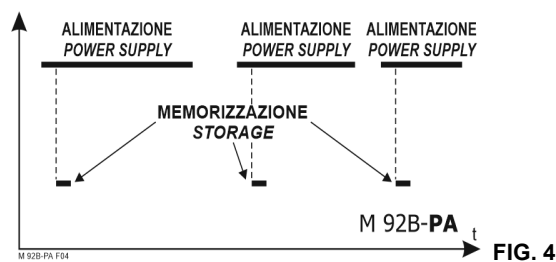 ALIMENTAZIONE ALIMENTAZIONE ALIMENTAZIONE
POWER SUPPLY POWER SUPPLY POWER SUPPLY
MEMORIZZAZIONE
STORAGE
M 92B-PA t
M 92B-PA F04
FIG. 4